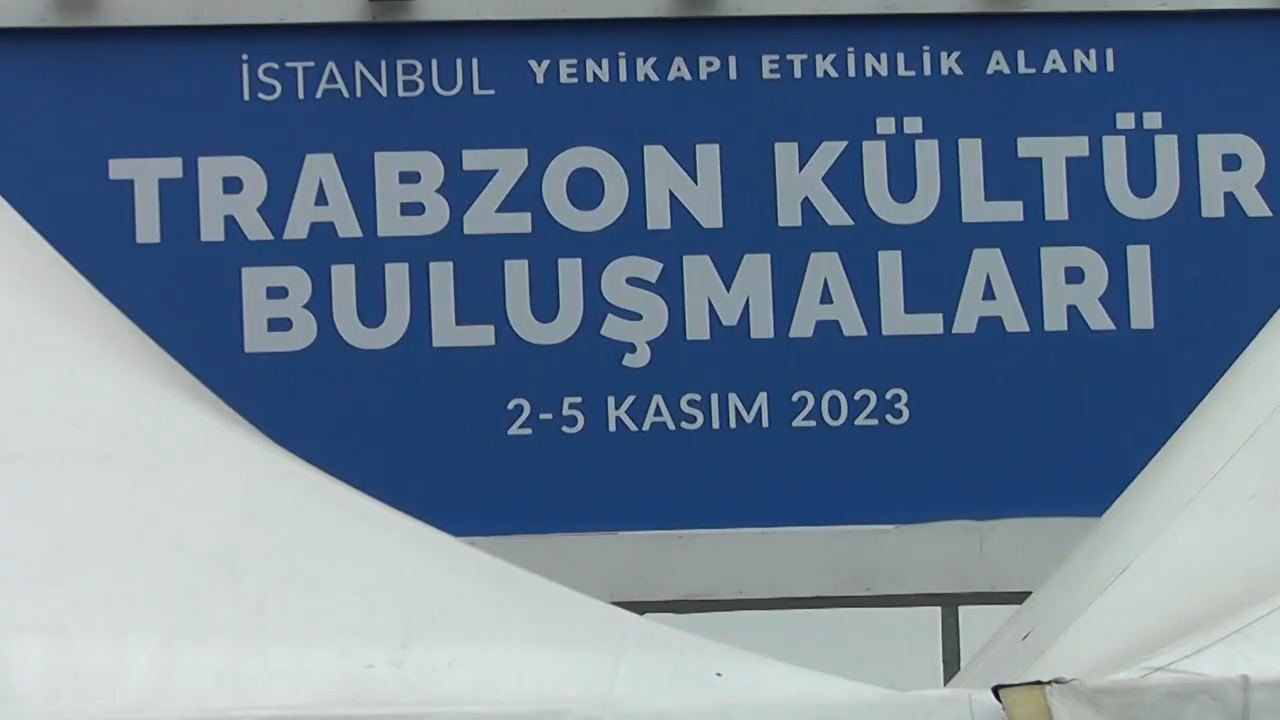 İSTANBUL YENİKAPI ETKİNLİK ALANI
TRABZON KÜLTÜR
BULUŞMALARI
2-5 KASIM 2023